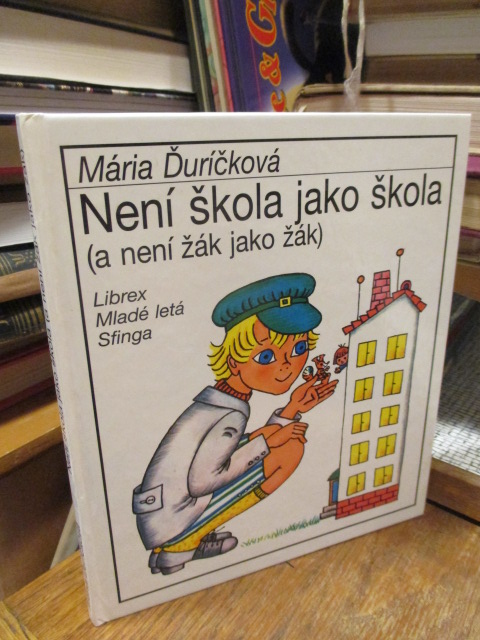 Mária Ďuríčková
Není škola jako škola
(a není žák jako žák)
Librex
Mladé letá
Sfinga